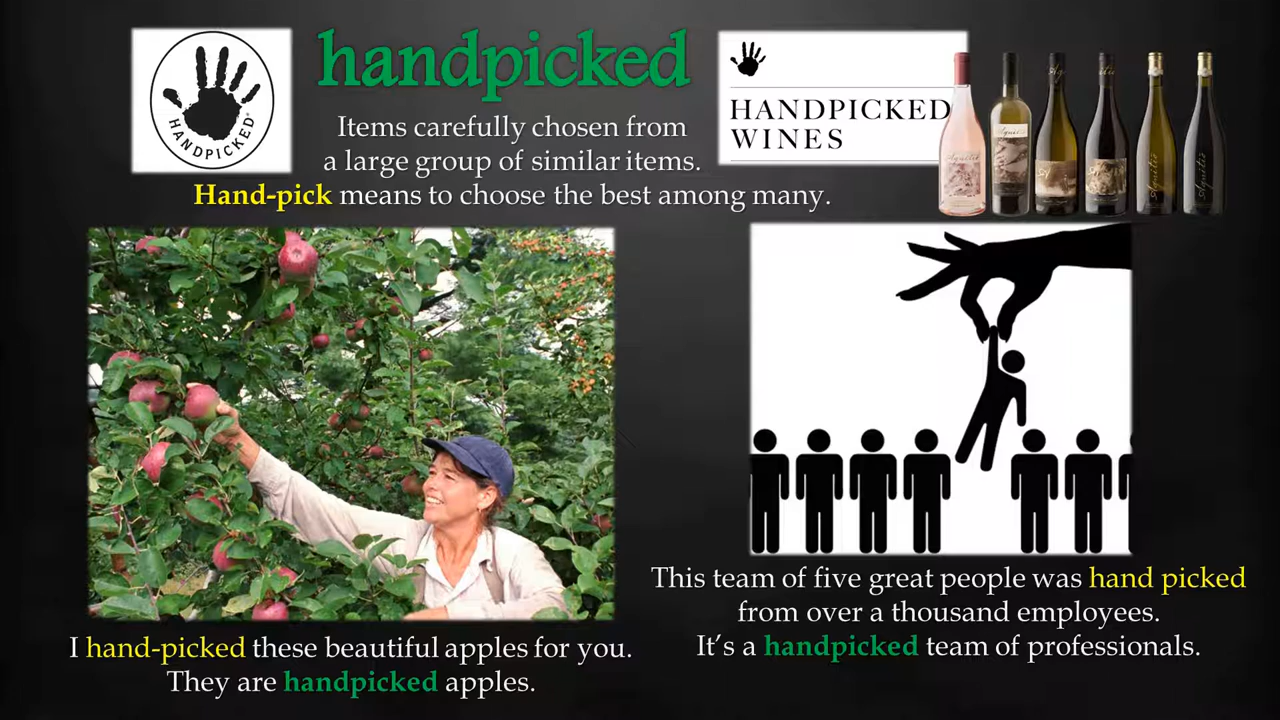 handpicked
HANDPICKED®
Items carefully chosen from
a large group of similar items.
Hand-pick means to choose the best among many.
HANDPICKED
WINES
I hand-picked these beautiful apples for you.
They are handpicked apples.
This team of five great people was hand picked
from over a thousand employees.
It’s a handpicked team of professionals.